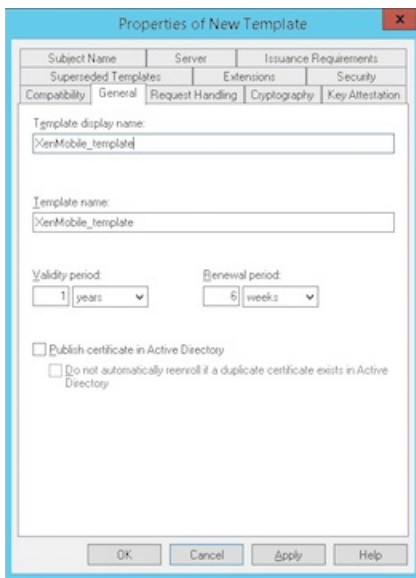 Properties of New Template
x
Subject Name Server Issuance Requirements
Superseded Templates Extensions Security
Compatibility General Request Handling Cryptography Key Attestation
Template display name:
XenMobile_template
Template name:
XenMobile_template
Validity period: Renewal period:
1 years 6 weeks
Publish certificate in Active Directory
Do not automatically reenroll if a duplicate certificate exists in Active
Directory
OK Cancel Apply Help